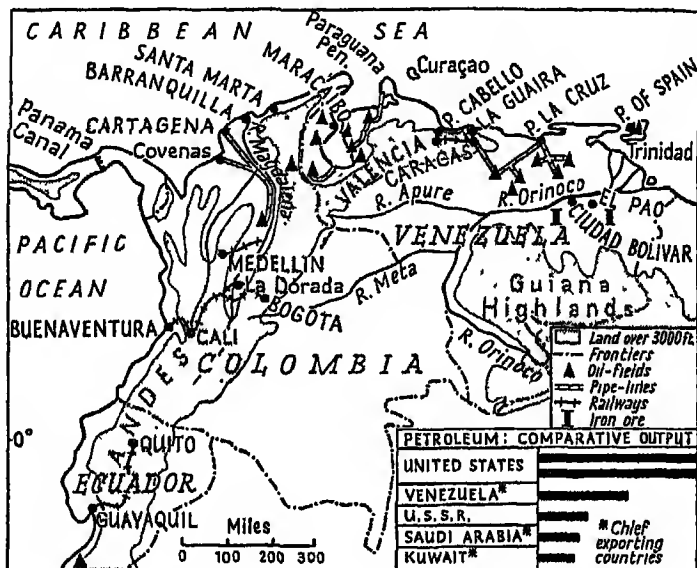 CARIBBEAN SEA
Paraguana Pen.
Curaçao
SANTA MARTA
MARACAIBO
BARRANQUILLA
P. CABELLO
LA GUAIRA
P. LA CRUZ
P. OF SPAIN
Panama Canal
CARTAGENA
Covenas
R. Magdalena
VALENCIA
CARACAS
Trinidad
R. Apure
R. Orinoco
EL PAO
CIUDAD BOLIVAR
PACIFIC OCEAN
VENEZUELA
MEDELLIN
La Dorada
BOGOTA
R. Meta
Guiana Highlands
BUENAVENTURA
CALI
R. Orinoco
COLOMBIA
ANDES
Land over 3000ft.
Frontiers
Oil-fields
Pipe-lines
Railways
Iron ore
0°
QUITO
ECUADOR
GUAYAQUIL
Miles
0 100 200 300
PETROLEUM: COMPARATIVE OUTPUT
UNITED STATES
VENEZUELA*
U.S.S.R.
SAUDI ARABIA*
KUWAIT*
*Chief
exporting
countries